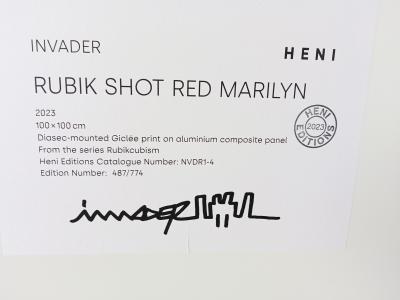 INVADER
HENI
RUBIK SHOT RED MARILYN
2023
100 × 100 cm
Diasec-mounted Giclée print on aluminium composite panel
From the series Rubikcubism
Heni Editions Catalogue Number: NVDR1-4
Edition Number: 487/774
HENI EDITIONS
2023
invader